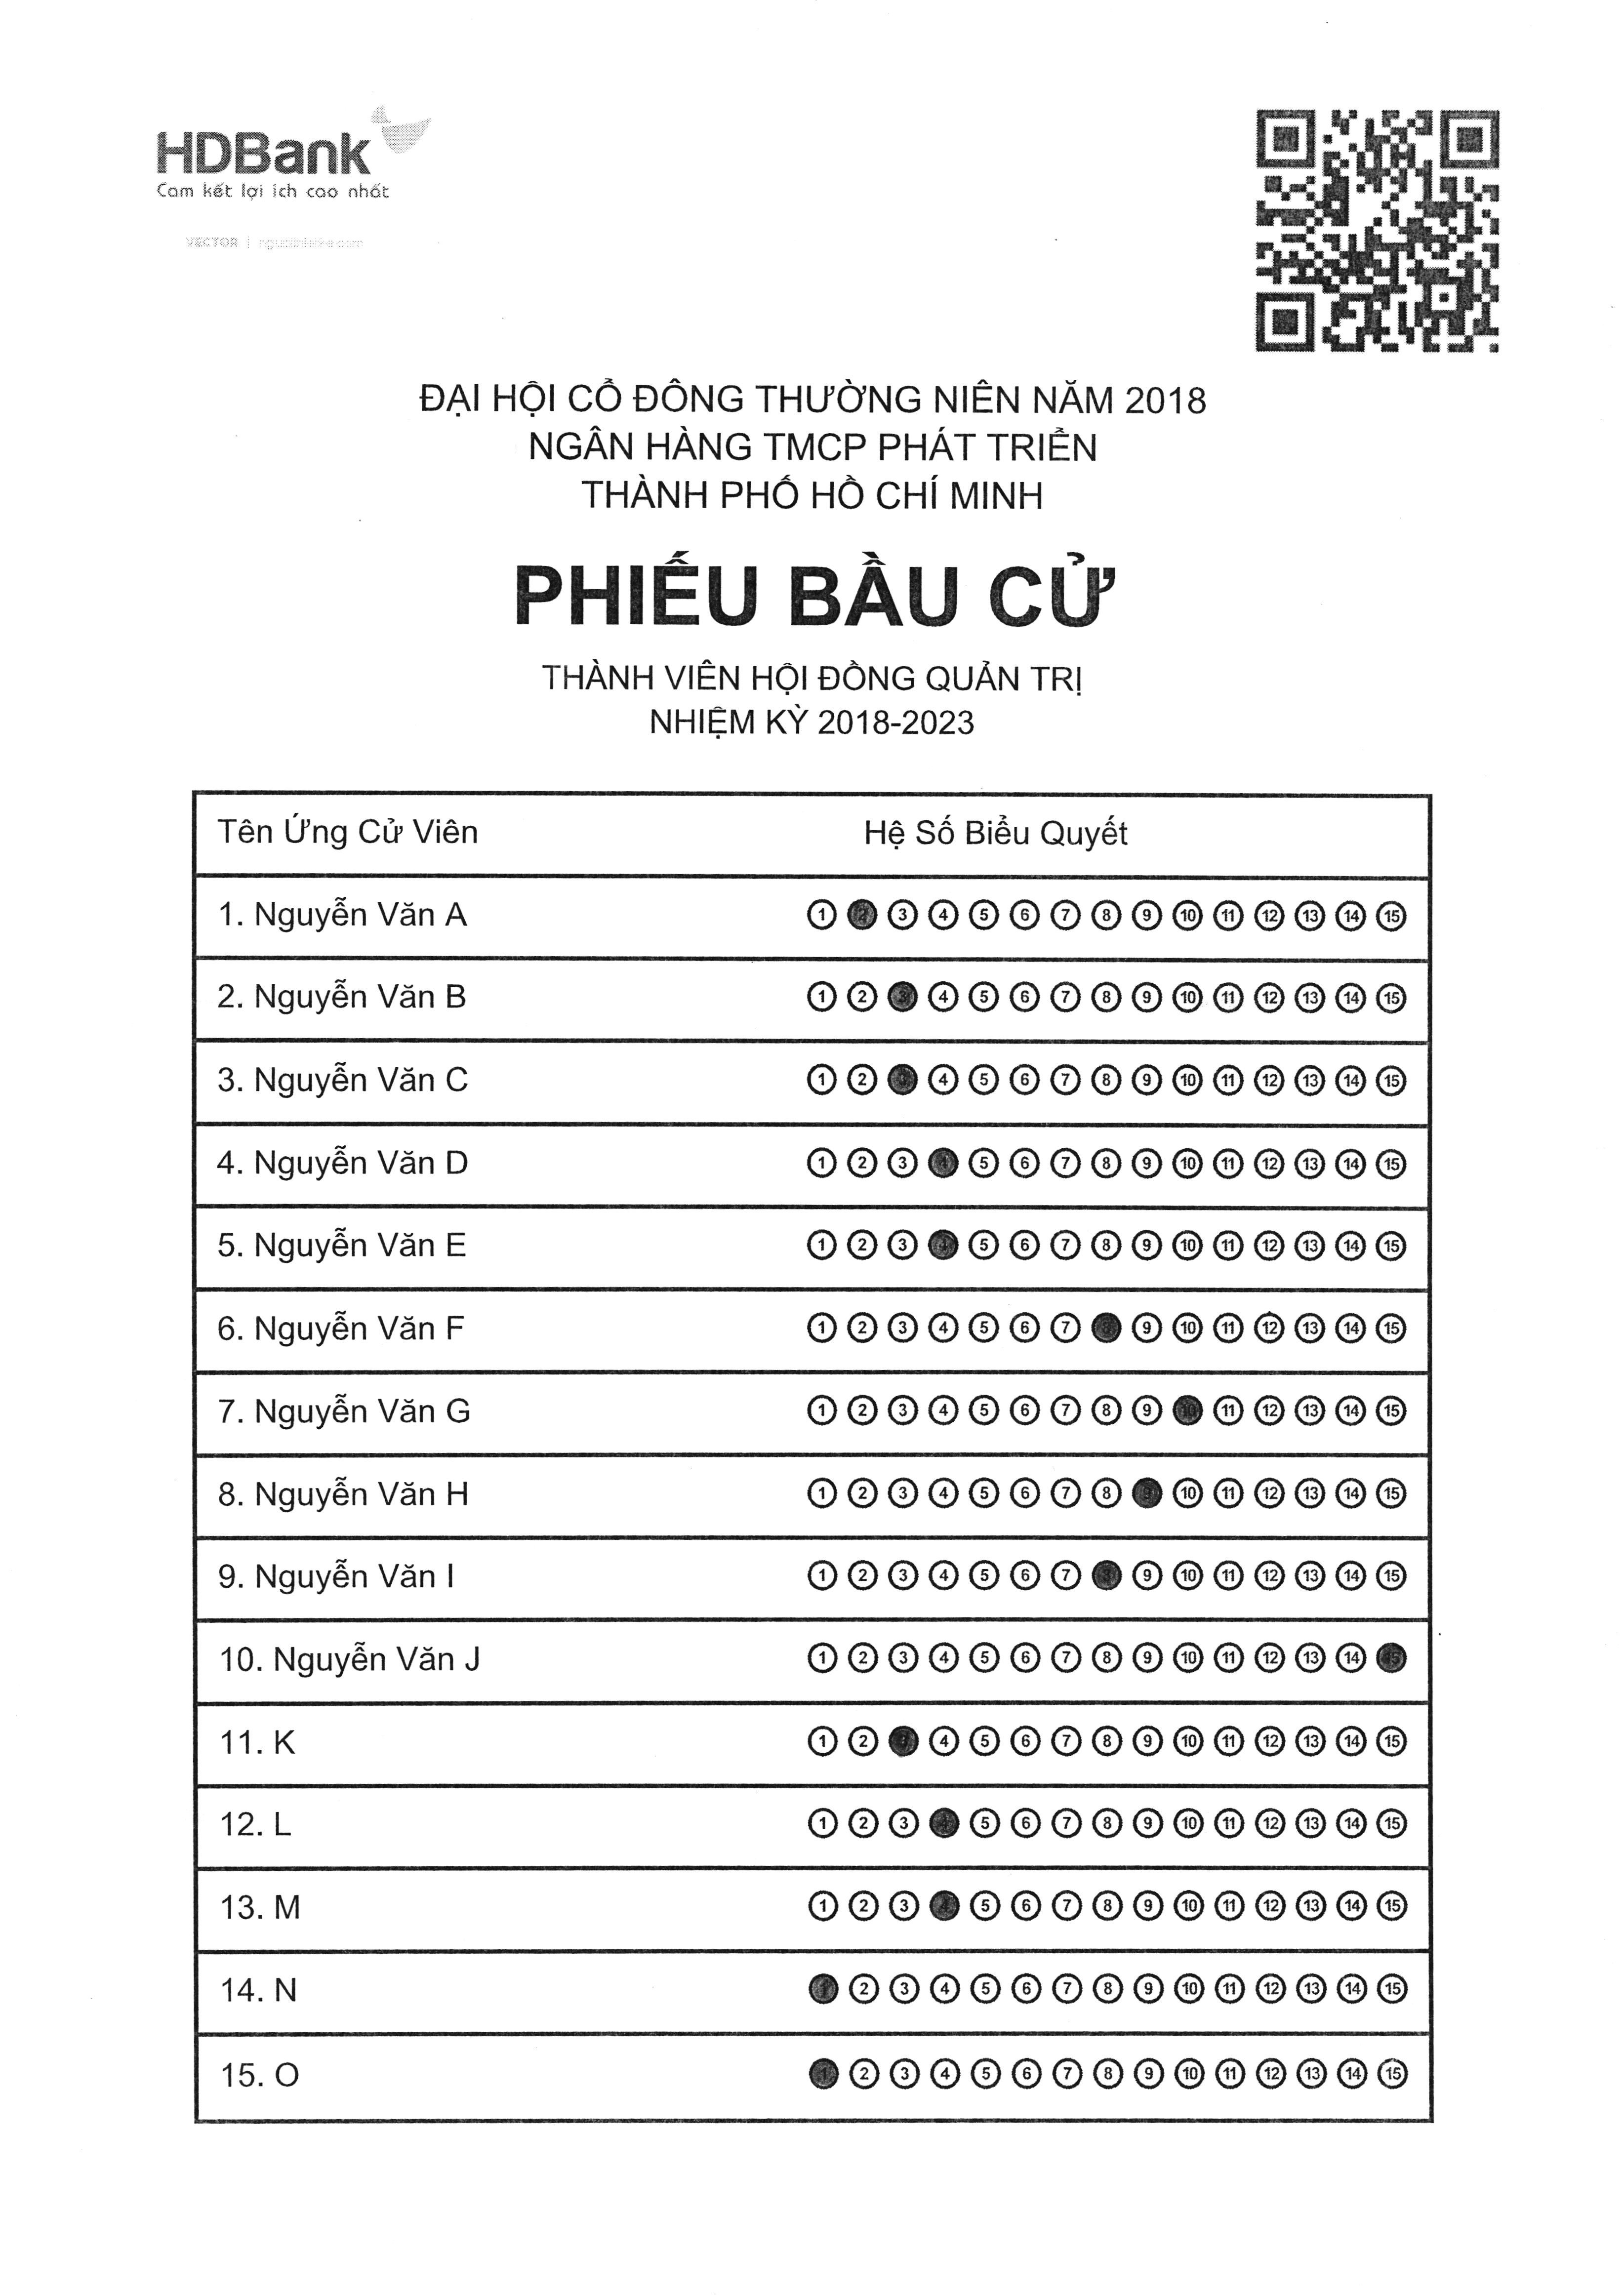 HDBank
Cam kết lợi ích cao nhất
VECTOR |
ĐẠI HỘI CỔ ĐÔNG THƯỜNG NIÊN NĂM 2018
NGÂN HÀNG TMCP PHÁT TRIỂN
THÀNH PHỐ HỒ CHÍ MINH
PHIẾU BẦU CỬ
THÀNH VIÊN HỘI ĐỒNG QUẢN TRỊ
NHIỆM KỲ 2018-2023
Tên Ứng Cử Viên Hệ Số Biểu Quyết
1. Nguyễn Văn A 1 2 3 4 5 6 7 8 9 10 11 12 13 14 15
2. Nguyễn Văn B 1 2 3 4 5 6 7 8 9 10 11 12 13 14 15
3. Nguyễn Văn C 1 2 3 4 5 6 7 8 9 10 11 12 13 14 15
4. Nguyễn Văn D 1 2 3 4 5 6 7 8 9 10 11 12 13 14 15
5. Nguyễn Văn E 1 2 3 4 5 6 7 8 9 10 11 12 13 14 15
6. Nguyễn Văn F 1 2 3 4 5 6 7 8 9 10 11 12 13 14 15
7. Nguyễn Văn G 1 2 3 4 5 6 7 8 9 10 11 12 13 14 15
8. Nguyễn Văn H 1 2 3 4 5 6 7 8 9 10 11 12 13 14 15
9. Nguyễn Văn I 1 2 3 4 5 6 7 8 9 10 11 12 13 14 15
10. Nguyễn Văn J 1 2 3 4 5 6 7 8 9 10 11 12 13 14 15
11. K 1 2 3 4 5 6 7 8 9 10 11 12 13 14 15
12. L 1 2 3 4 5 6 7 8 9 10 11 12 13 14 15
13. M 1 2 3 4 5 6 7 8 9 10 11 12 13 14 15
14. N 1 2 3 4 5 6 7 8 9 10 11 12 13 14 15
15. O 1 2 3 4 5 6 7 8 9 10 11 12 13 14 15